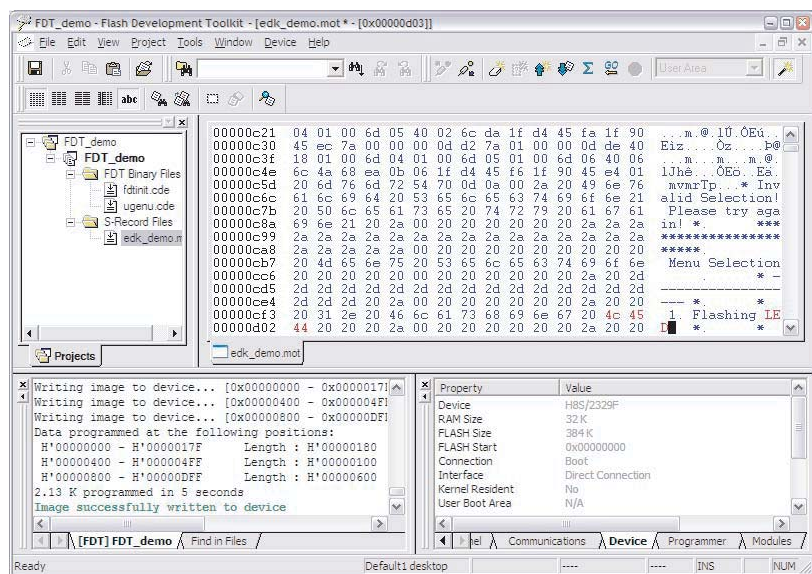 FDT_demo - Flash Development Toolkit - [edk_demo.mot * - [0x00000d03]]
File Edit View Project Tools Window Device Help
User Area
abc
FDT_demo
FDT_demo
FDT Binary Files
fdtinit.cde
ugenu.cde
S-Record Files
edk_demo.m
Projects
00000c21 04 01 00 6d 05 40 02 6c da 1f d4 45 fa 1f 90 ...m.@.lÚ.ÔEú..
00000c30 45 ec 7a 00 00 00 0d d2 7a 01 00 00 0d de 40 Eìz....Òz....Þ@
00000c3f 18 01 00 6d 04 01 00 6d 05 01 00 6d 06 40 06 ...m...m...m.@.
00000c4e 6c 4a 68 ea 0b 06 1f d4 45 f6 1f 90 45 e4 01 lJhê...ÔEö..Eä.
00000c5d 20 6d 76 6d 72 54 70 0d 0a 00 2a 20 49 6e 76 mvmrTp...* Inv
00000c6c 61 6c 69 64 20 53 65 6c 65 63 74 69 6f 6e 21 alid Selection!
00000c7b 20 50 6c 65 61 73 65 20 74 72 79 20 61 67 61 Please try aga
00000c8a 69 6e 21 20 2a 00 20 20 20 20 20 20 2a 2a 2a in! *. ***
00000c99 2a 2a 2a 2a 2a 2a 2a 2a 2a 2a 2a 2a 2a 2a 2a ***************
00000ca8 2a 2a 2a 2a 2a 00 20 20 20 20 20 20 20 20 20 *****.
00000cb7 20 4d 65 6e 75 20 53 65 6c 65 63 74 69 6f 6e Menu Selection
00000cc6 20 20 20 20 20 00 20 20 20 20 20 20 2a 20 2d . * -
00000cd5 2d 2d 2d 2d 2d 2d 2d 2d 2d 2d 2d 2d 2d 2d 2d ---------------
00000ce4 2d 2d 2d 20 2a 00 20 20 20 20 20 20 2a 20 20 --- *. *
00000cf3 20 31 2e 20 46 6c 61 73 68 69 6e 67 20 4c 45 1. Flashing LE
00000d02 44 20 20 20 2a 00 20 20 20 20 20 20 2a 20 20 D *. *
edk_demo.mot
Writing image to device... [0x00000000 - 0x0000017
Writing image to device... [0x00000400 - 0x000004F
Writing image to device... [0x00000800 - 0x00000DF
Data programmed at the following positions:
H'00000000 - H'0000017F Length : H'00000180
H'00000400 - H'000004FF Length : H'00000100
H'00000800 - H'00000DFF Length : H'00000600
2.13 K programmed in 5 seconds
Image successfully written to device
[FDT] FDT_demo Find in Files
Property Value
Device H8S/2329F
RAM Size 32 K
FLASH Size 384 K
FLASH Start 0x00000000
Connection Boot
Interface Direct Connection
Kernel Resident No
User Boot Area N/A
nel Communications Device Programmer Modules
Ready Default1 desktop ---- ---- INS NUM